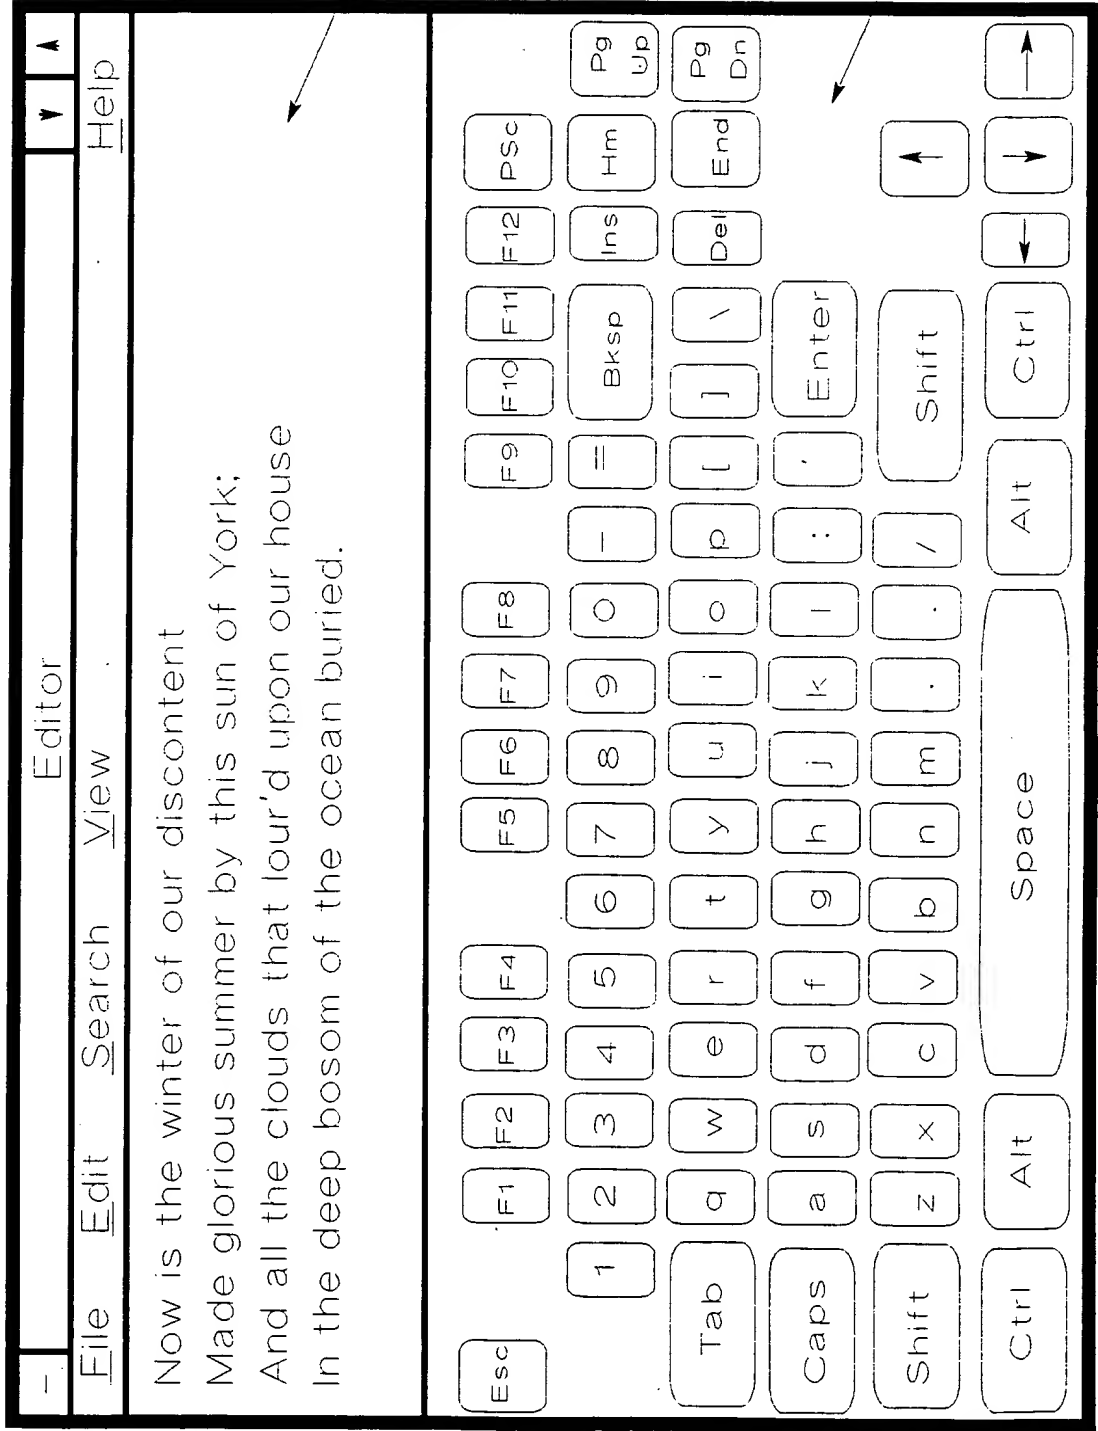 Editor
File Edit Search View Help
Now is the winter of our discontent
Made glorious summer by this sun of York;
And all the clouds that lour'd upon our house
In the deep bosom of the ocean buried.
Esc F1 F2 F3 F4 F5 F6 F7 F8 F9 F10 F11 F12 PSc
1 2 3 4 5 6 7 8 9 0 - = Bksp Ins Hm Pg Up
Tab q w e r t y u i o p [ ] \ Del End Pg Dn
Caps a s d f g h j k l : ' Enter
Shift z x c v b n m . . / Shift ↑
Ctrl Alt Space Alt Ctrl ← ↓ →